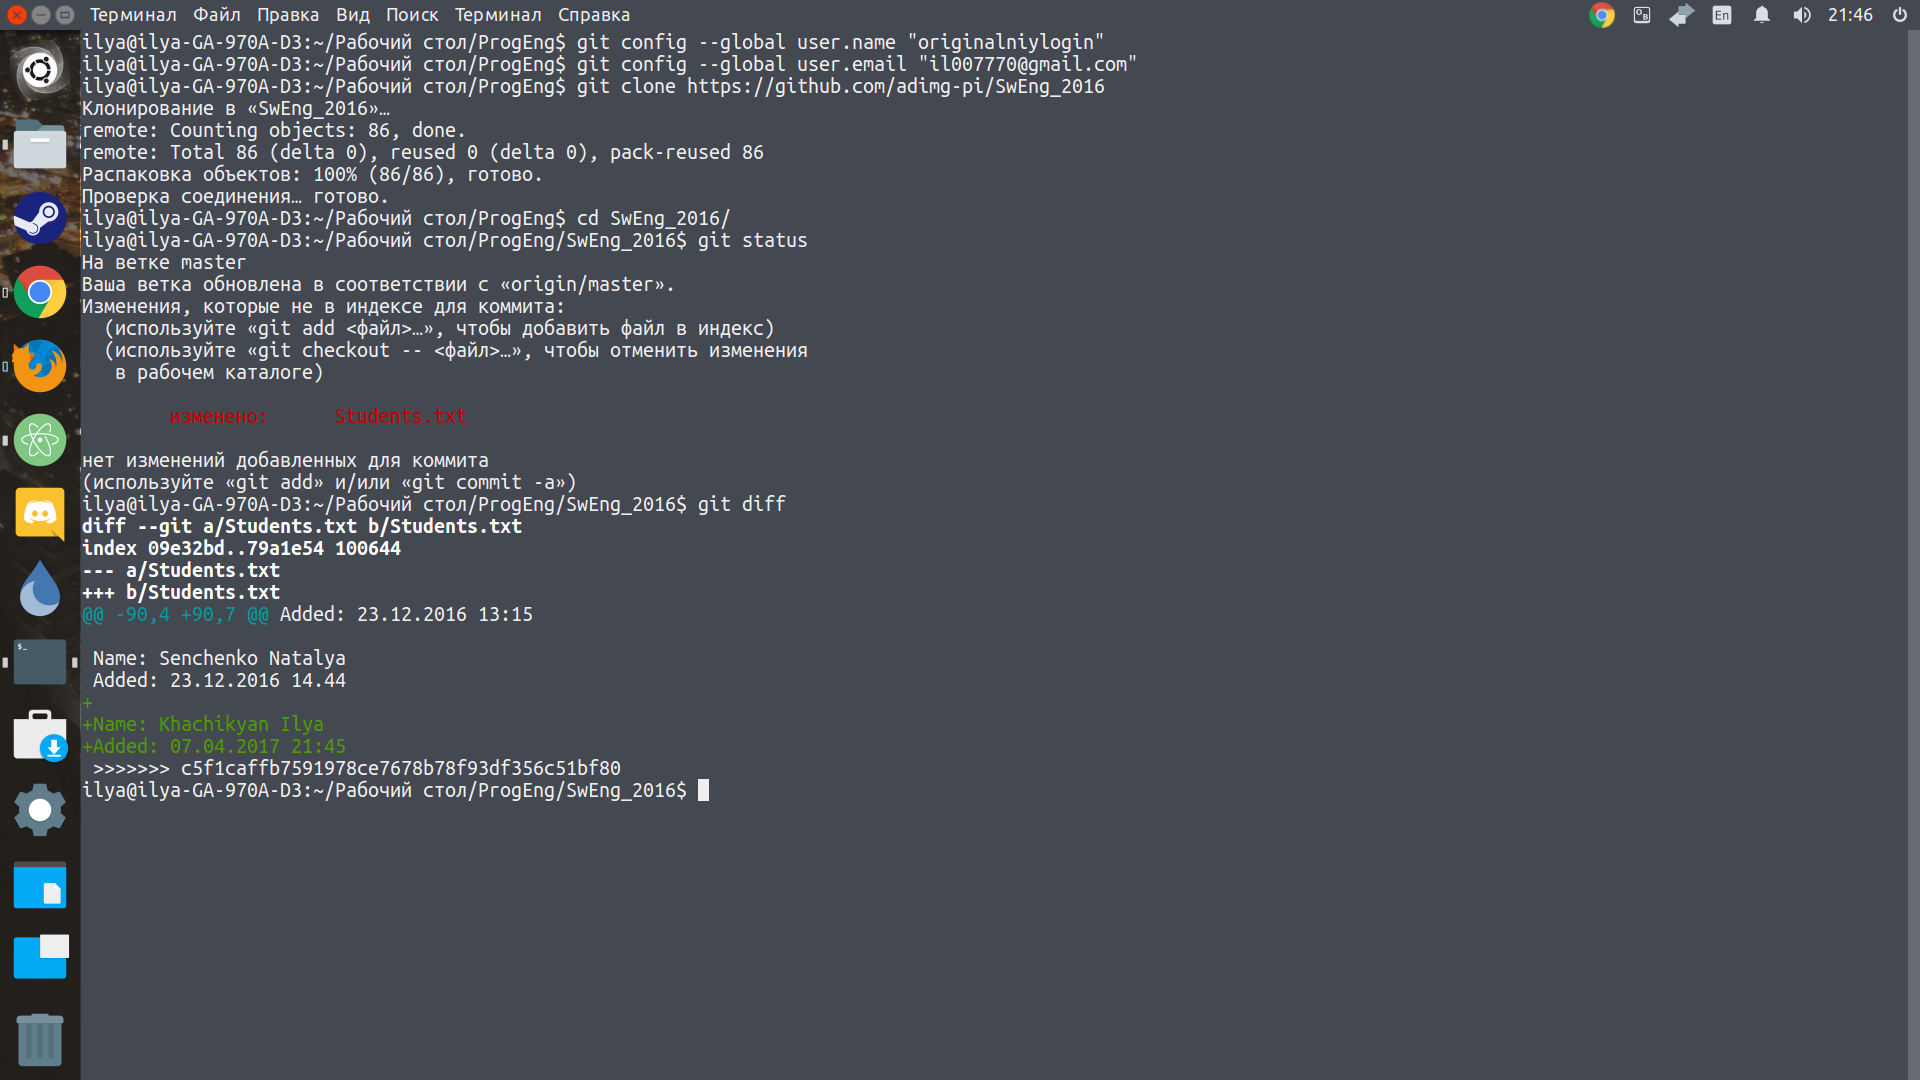 Терминал Файл Правка Вид Поиск Терминал Справка En 21:46
ilya@ilya-GA-970A-D3:~/Рабочий стол/ProgEng$ git config --global user.name "originalniylogin"
ilya@ilya-GA-970A-D3:~/Рабочий стол/ProgEng$ git config --global user.email "il007770@gmail.com"
ilya@ilya-GA-970A-D3:~/Рабочий стол/ProgEng$ git clone https://github.com/adimg-pi/SwEng_2016
Клонирование в «SwEng_2016»…
remote: Counting objects: 86, done.
remote: Total 86 (delta 0), reused 0 (delta 0), pack-reused 86
Распаковка объектов: 100% (86/86), готово.
Проверка соединения… готово.
ilya@ilya-GA-970A-D3:~/Рабочий стол/ProgEng$ cd SwEng_2016/
ilya@ilya-GA-970A-D3:~/Рабочий стол/ProgEng/SwEng_2016$ git status
На ветке master
Ваша ветка обновлена в соответствии с «origin/master».
Изменения, которые не в индексе для коммита:
  (используйте «git add <файл>…», чтобы добавить файл в индекс)
  (используйте «git checkout -- <файл>…», чтобы отменить изменения
   в рабочем каталоге)
изменено:      Students.txt
нет изменений добавленных для коммита
(используйте «git add» и/или «git commit -a»)
ilya@ilya-GA-970A-D3:~/Рабочий стол/ProgEng/SwEng_2016$ git diff
diff --git a/Students.txt b/Students.txt
index 09e32bd..79a1e54 100644
--- a/Students.txt
+++ b/Students.txt
@@ -90,4 +90,7 @@ Added: 23.12.2016 13:15
 Name: Senchenko Natalya
 Added: 23.12.2016 14.44
+
+Name: Khachikyan Ilya
+Added: 07.04.2017 21:45
 >>>>>>> c5f1caffb7591978ce7678b78f93df356c51bf80
ilya@ilya-GA-970A-D3:~/Рабочий стол/ProgEng/SwEng_2016$